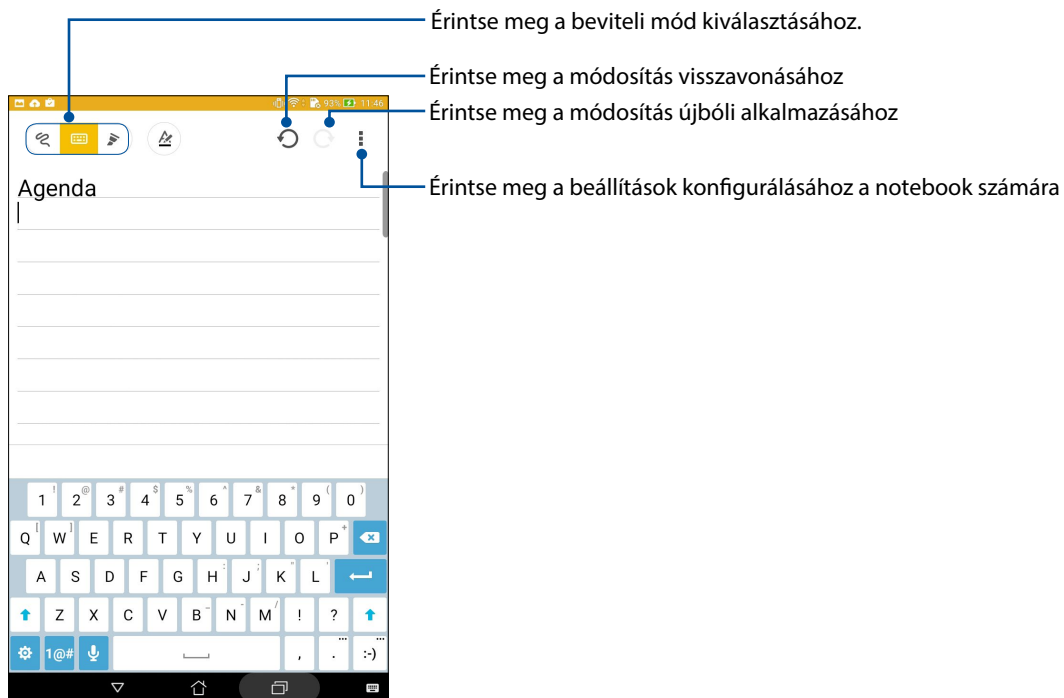 Érintse meg a beviteli mód kiválasztásához.
Érintse meg a módosítás visszavonásához
Érintse meg a módosítás újbóli alkalmazásához
Érintse meg a beállítások konfigurálásához a notebook számára
93% 11:46
Agenda
1 ! 2 @ 3 # 4 $ 5 % 6 ^ 7 & 8 * 9 ( 0 )
Q [ W ] E R T Y U I O P +
A S D F G H : J ; K " L '
Z X C V B _ N - M / ! ?
1@# , . ... :-) ...